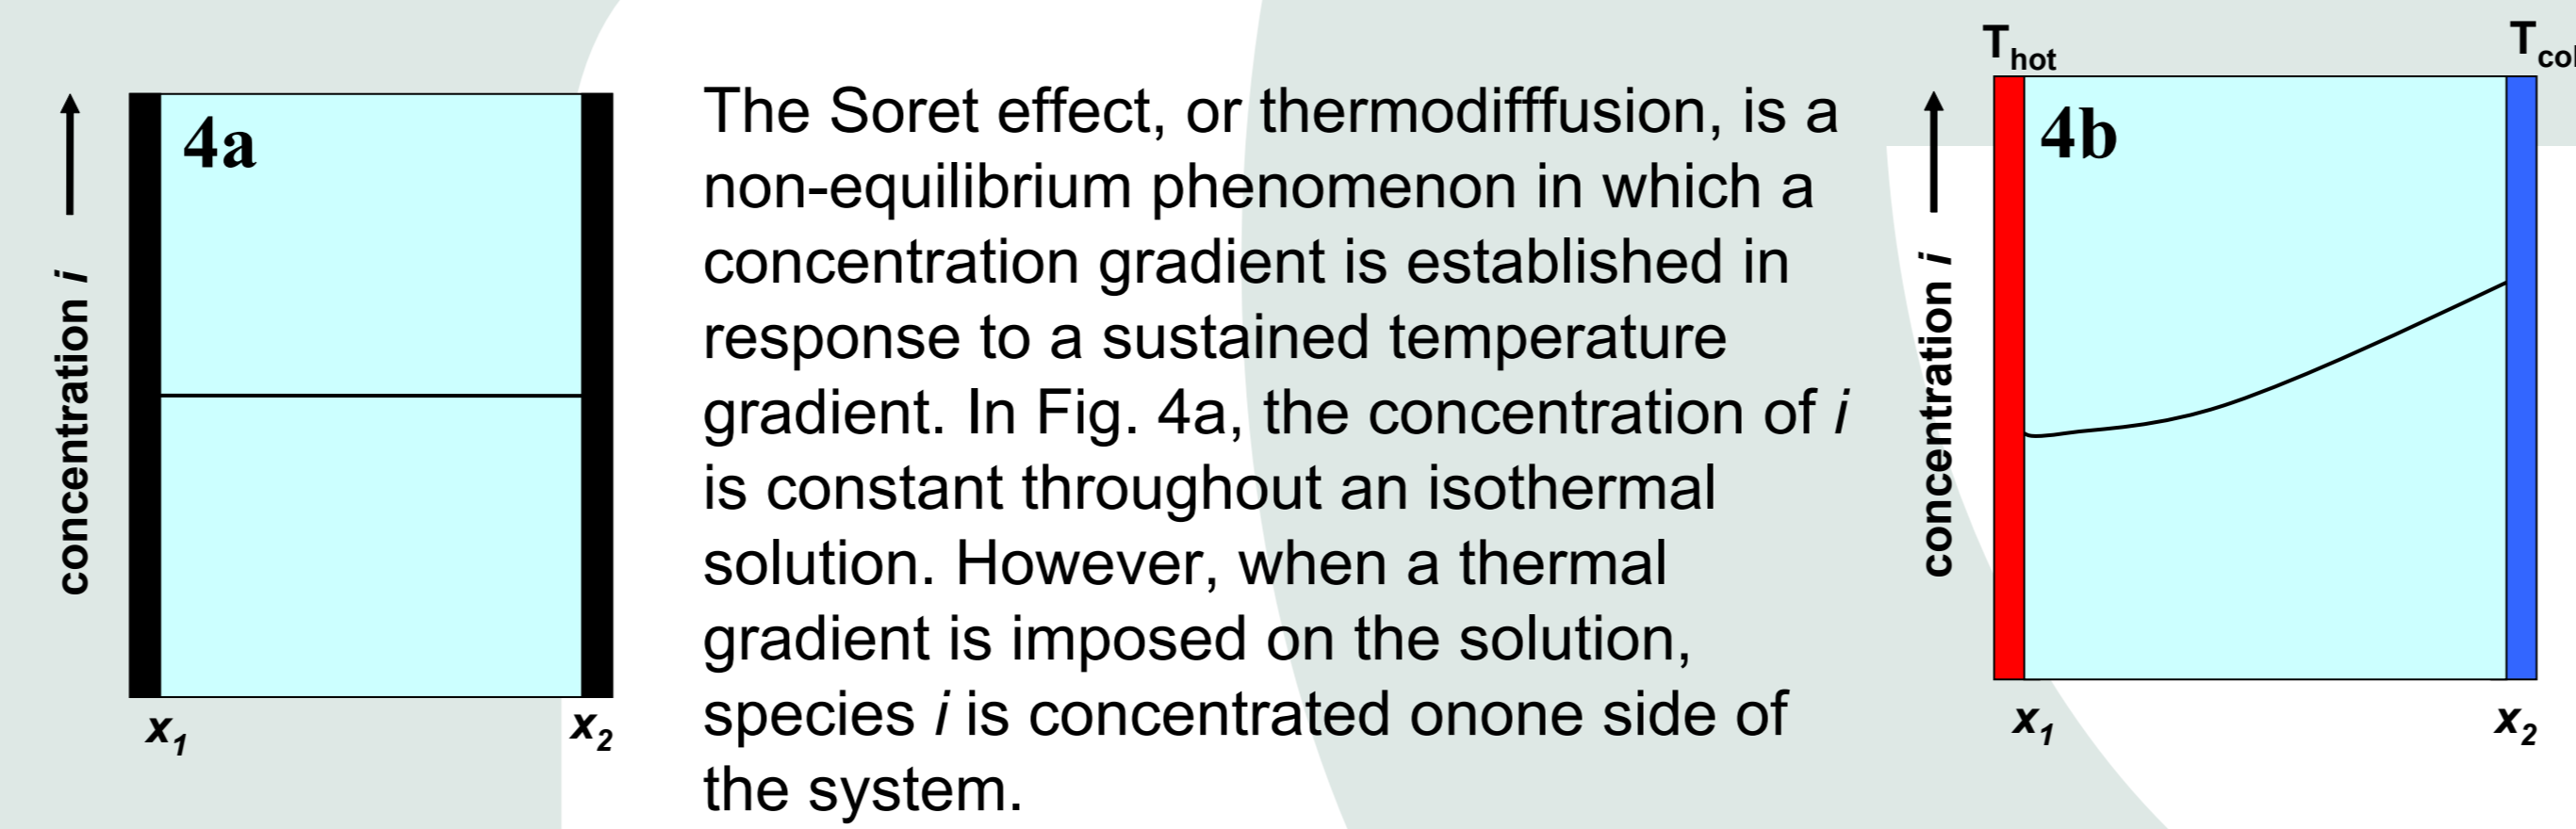 4a
concentration i
x1
x2
The Soret effect, or thermodifffusion, is a
non-equilibrium phenomenon in which a
concentration gradient is established in
response to a sustained temperature
gradient. In Fig. 4a, the concentration of i
is constant throughout an isothermal
solution. However, when a thermal
gradient is imposed on the solution,
species i is concentrated onone side of
the system.
Thot
Tcol
4b
concentration i
x1
x2